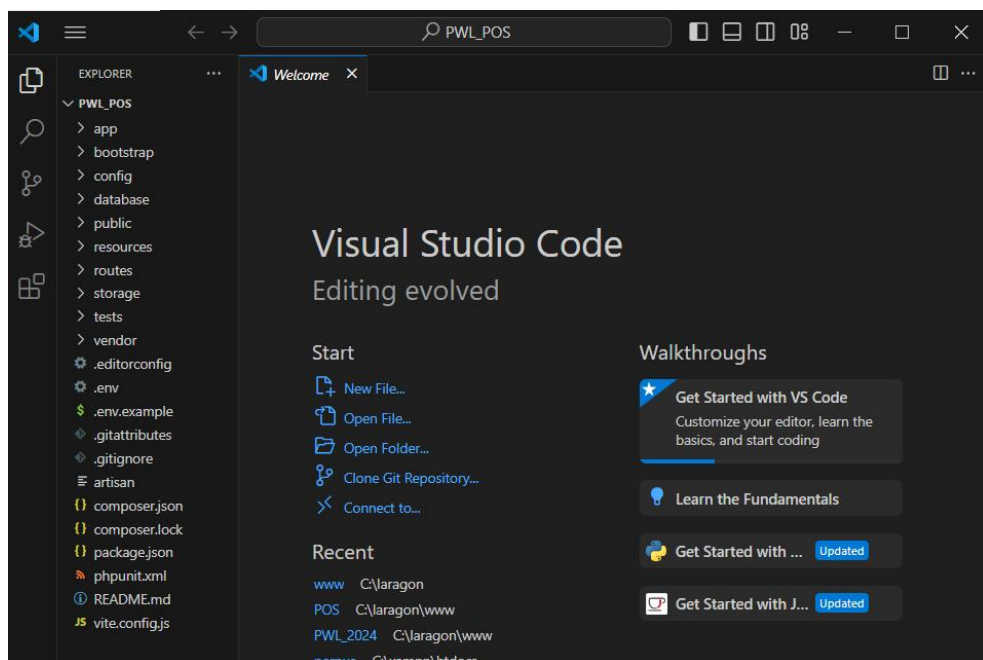 PWL_POS
EXPLORER
Welcome
PWL_POS
app
bootstrap
config
database
public
resources
routes
storage
tests
vendor
.editorconfig
.env
$ .env.example
.gitattributes
.gitignore
artisan
{} composer.json
{} composer.lock
{} package.json
phpunit.xml
README.md
JS vite.config.js
Visual Studio Code
Editing evolved
Start
New File...
Open File...
Open Folder...
Clone Git Repository...
Connect to...
Recent
www C:\laragon
POS C:\laragon\www
PWL_2024 C:\laragon\www
Walkthroughs
Get Started with VS Code
Customize your editor, learn the
basics, and start coding
Learn the Fundamentals
Get Started with ... Updated
Get Started with J... Updated